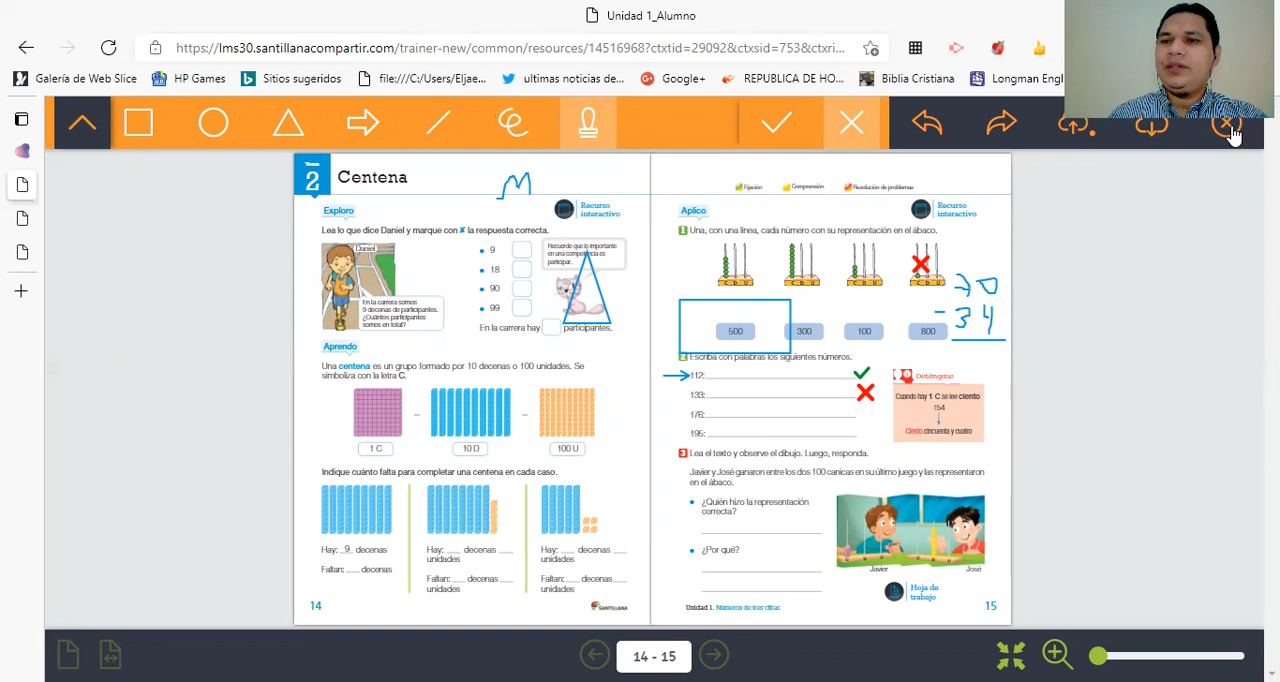 Unidad 1_Alumno
https://lms30.santillanacompartir.com/trainer-new/common/resources/14516968?ctxtid=29092&ctxsid=753&ctxri...
Galería de Web Slice
HP Games
Sitios sugeridos
file:///C:/Users/Eljae...
ultimas noticias de...
Google+
REPUBLICA DE HO...
Biblia Cristiana
Longman Engl
2
Centena
M
Exploro
Recurso
interactivo
Lea lo que dice Daniel y marque con ✘ la respuesta correcta.
Daniel
En la carrera somos
9 decenas de participantes.
¿Cuántos participantes
somos en total?
9
18
90
99
Recuerde que lo importante
en una competencia es
participar.
En la carrera hay participantes.
Aprendo
Una centena es un grupo formado por 10 decenas o 100 unidades. Se
simboliza con la letra C.
1 C
10 D
100 U
Indique cuánto falta para completar una centena en cada caso.
Hay: _9_ decenas
Faltan: ___ decenas
Hay: ___ decenas ___
unidades
Faltan: ___ decenas ___
unidades
Hay: ___ decenas ___
unidades
Faltan: ___ decenas ___
unidades
14
SANTILLANA
Fijación
Comprensión
Resolución de problemas
Aplico
Recurso
interactivo
1 Una, con una línea, cada número con su representación en el ábaco.
C D U
C D U
C D U
C D U
70
- 34
500
300
100
800
2 Escriba con palabras los siguientes números.
112:
133:
176:
195:
Deténgase
Cuando hay 1 C se lee ciento
154
Ciento cincuenta y cuatro
3 Lea el texto y observe el dibujo. Luego, responda.
Javier y José ganaron entre los dos 100 canicas en su último juego y las representaron
en el ábaco.
¿Quién hizo la representación
correcta?
¿Por qué?
Javier
José
Hoja de
trabajo
Unidad 1. Números de tres cifras
15
14 - 15